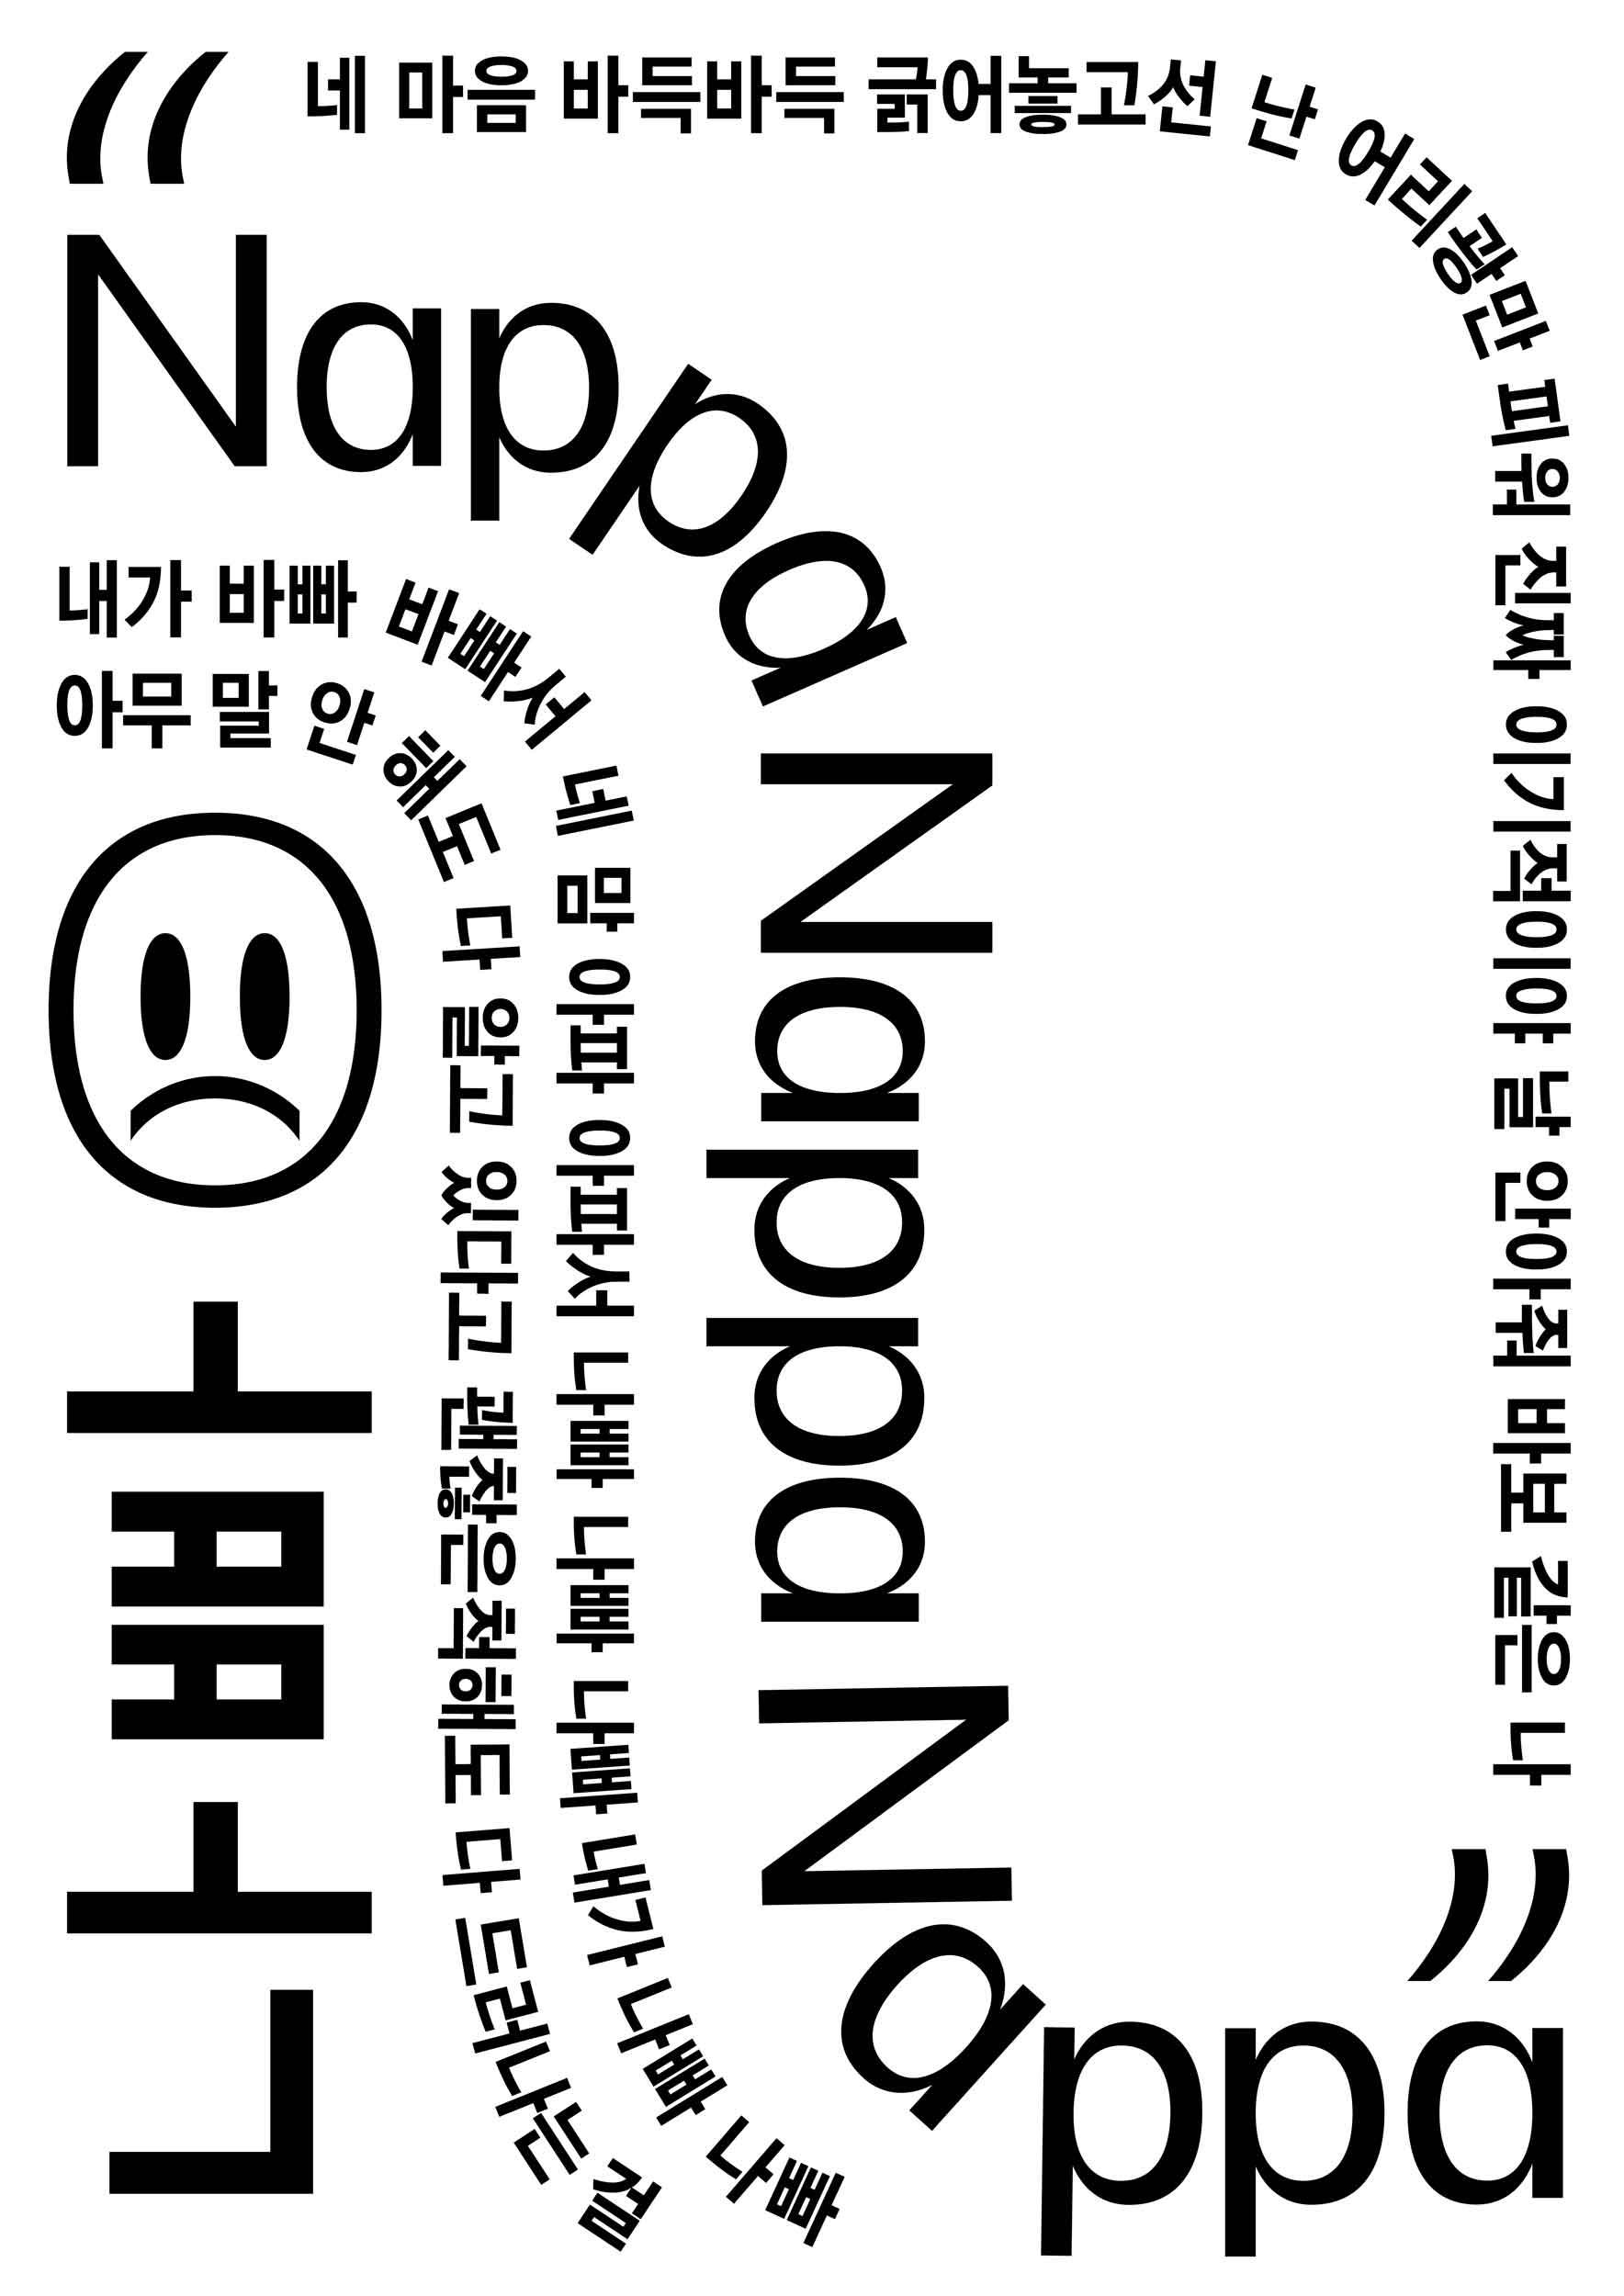 “네 마음 바득바득 긁어놓고선 난 어리광만 피워 진짜 이기적이야 날 안아줘 바보 같은 나”
Nappa Nappa Nappa
내가 바빠 바빠서 네 맘 아파 아파서 나빠 나빠 나빠 내가 나빠 나빠
아무 말 안 해도 다 알고 있다고 괜찮은척해도 다 드러나는걸
나빠